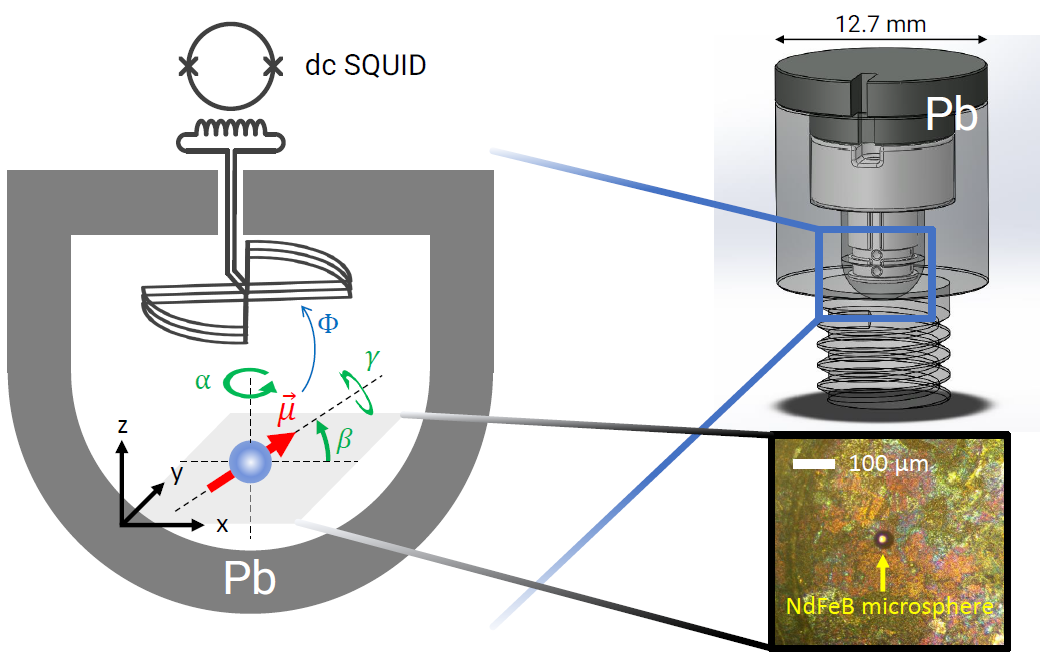 dc SQUID
12.7 mm
Pb
Φ
α
γ
μ⃗
β
z
y
x
Pb
100 μm
NdFeB microsphere